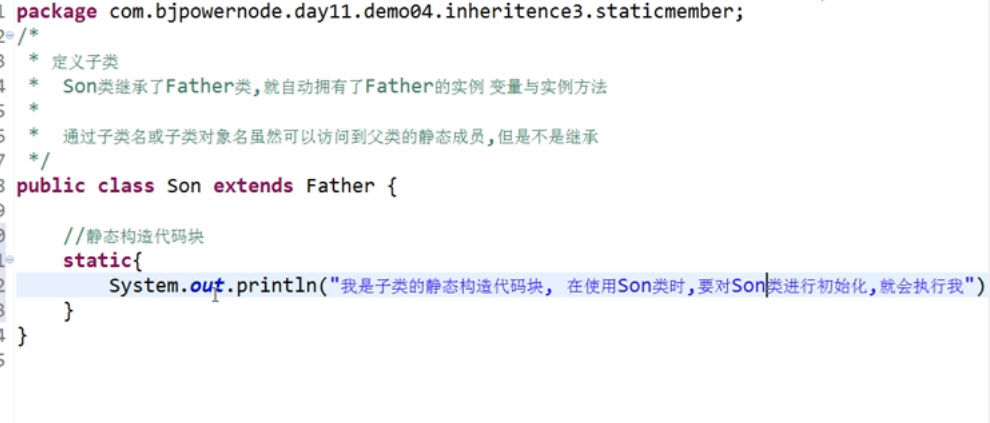 1 package com.bjpowernode.day11.demo04.inheritence3.staticmember;
2 /*
3  * 定义子类
4  *  Son类继承了Father类,就自动拥有了Father的实例 变量与实例方法
5  *
6  *  通过子类名或子类对象名虽然可以访问到父类的静态成员,但是不是继承
7  */
8 public class Son extends Father {
9
0     //静态构造代码块
1     static{
2         System.out.println("我是子类的静态构造代码块, 在使用Son类时,要对Son类进行初始化,就会执行我")
3     }
4 }
5